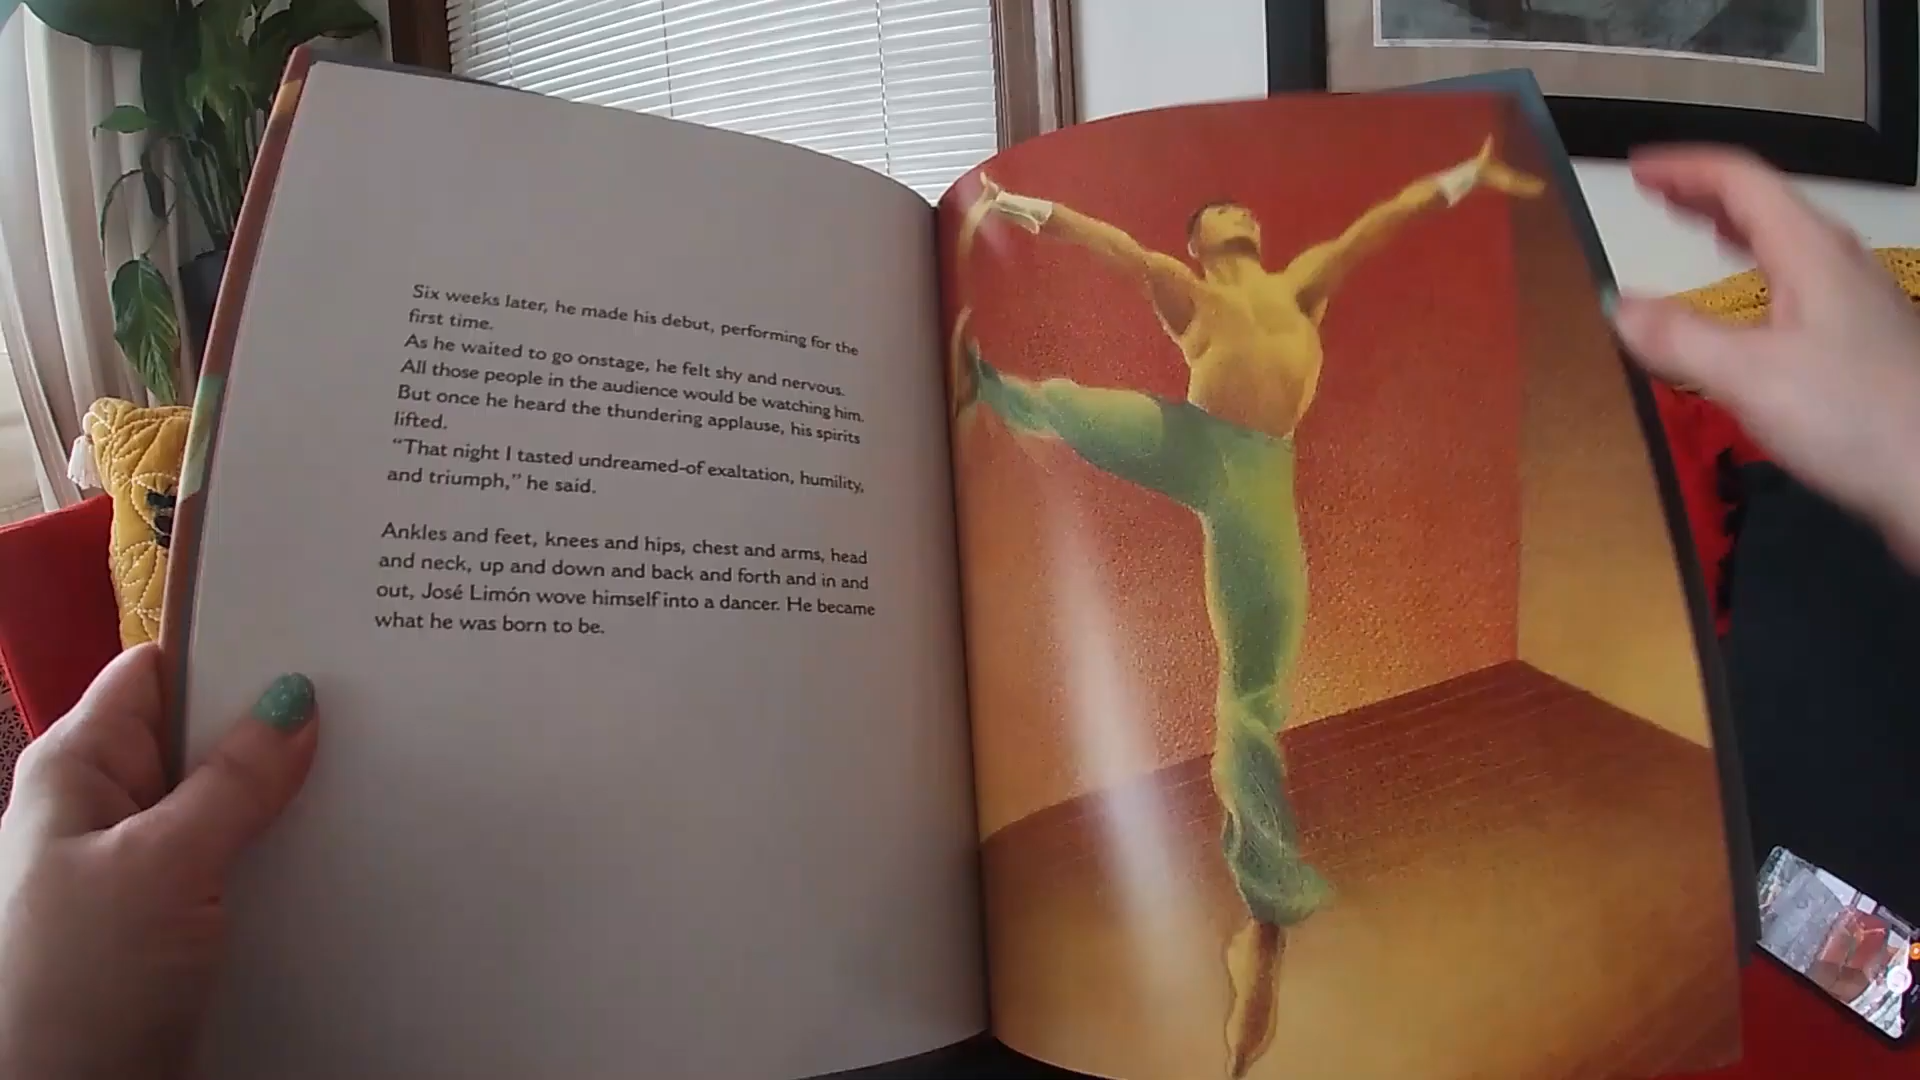 Six weeks later, he made his debut, performing for the
first time.
As he waited to go onstage, he felt shy and nervous.
All those people in the audience would be watching him.
But once he heard the thundering applause, his spirits
lifted.
“That night I tasted undreamed-of exaltation, humility,
and triumph,” he said.
Ankles and feet, knees and hips, chest and arms, head
and neck, up and down and back and forth and in and
out, José Limón wove himself into a dancer. He became
what he was born to be.